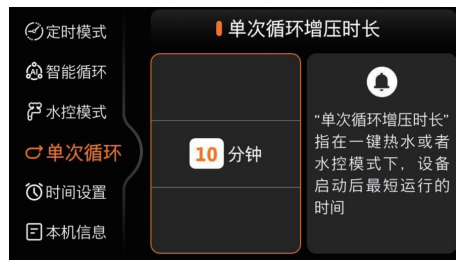 定时模式
智能循环
水控模式
单次循环
时间设置
本机信息
单次循环增压时长
10 分钟
“单次循环增压时长”
指在一键热水或者
水控模式下，设备
启动后最短运行的
时间